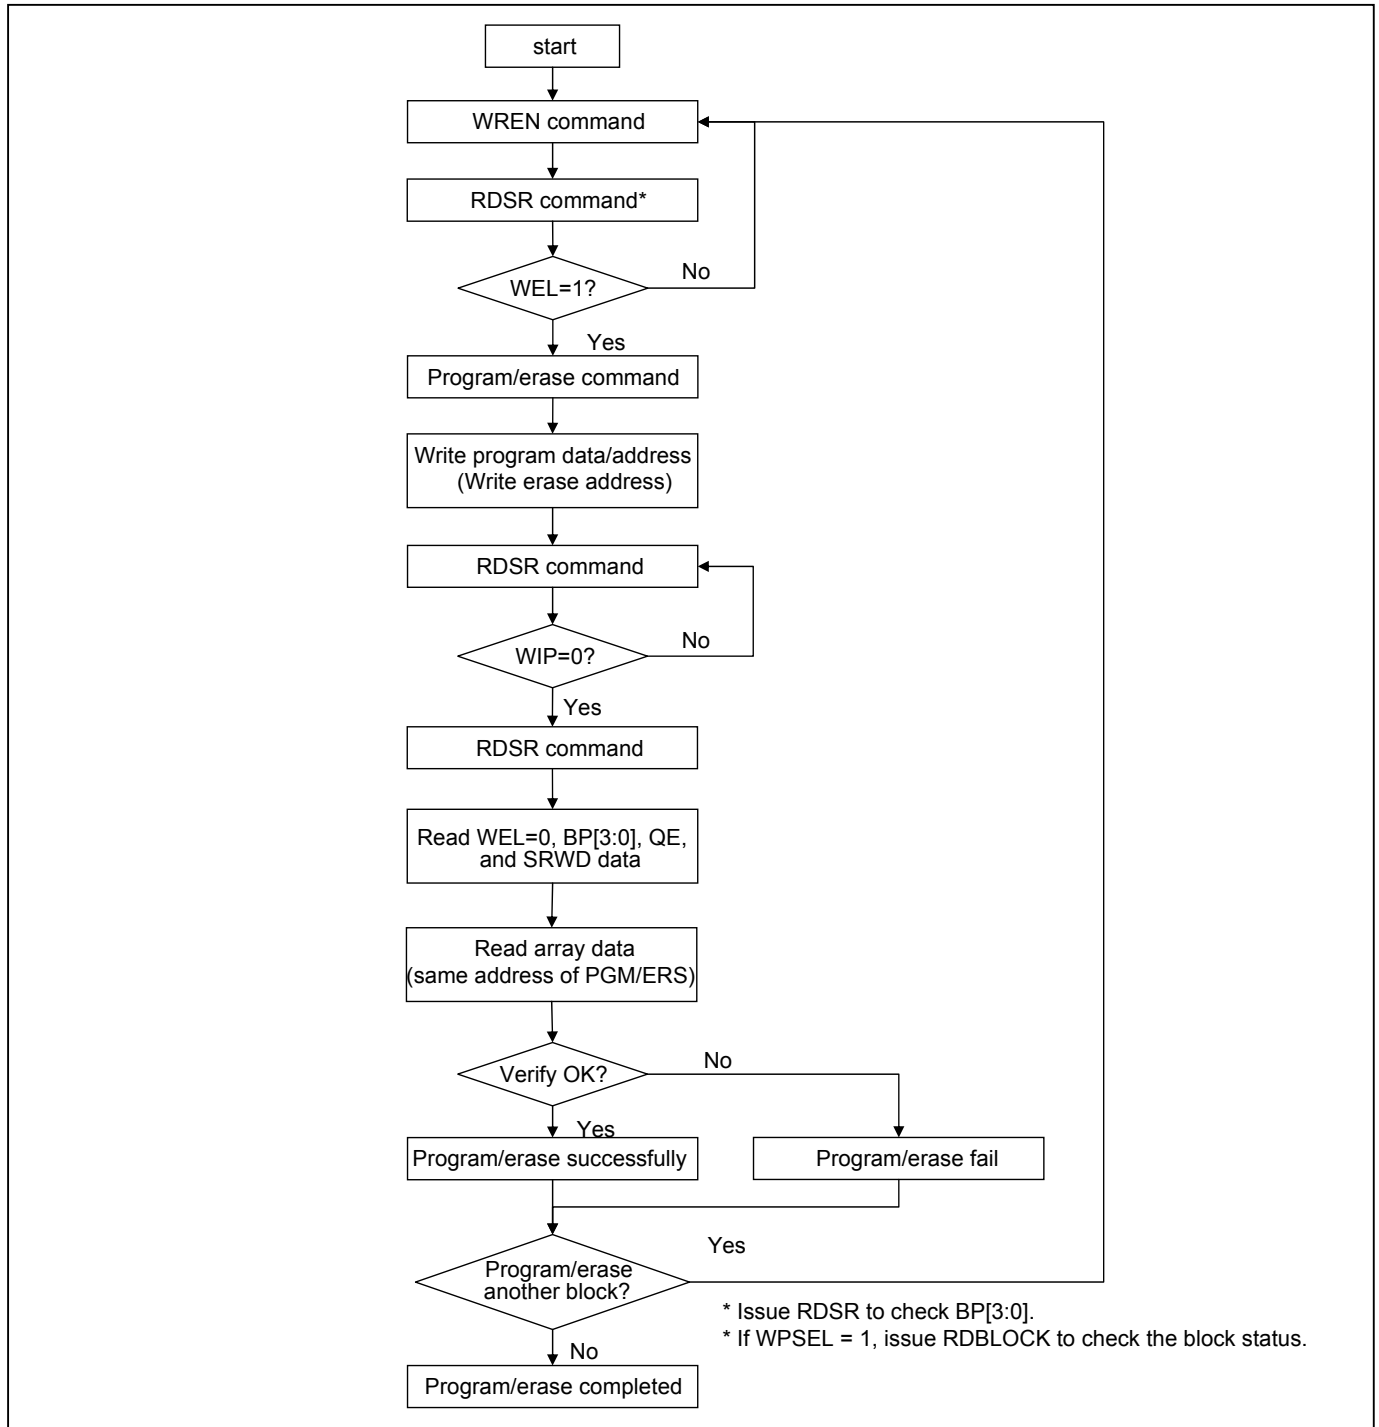 start
WREN command
RDSR command*
WEL=1?
No
Yes
Program/erase command
Write program data/address
(Write erase address)
RDSR command
WIP=0?
No
Yes
RDSR command
Read WEL=0, BP[3:0], QE,
and SRWD data
Read array data
(same address of PGM/ERS)
Verify OK?
No
Yes
Program/erase successfully
Program/erase fail
Program/erase
another block?
Yes
* Issue RDSR to check BP[3:0].
* If WPSEL = 1, issue RDBLOCK to check the block status.
No
Program/erase completed